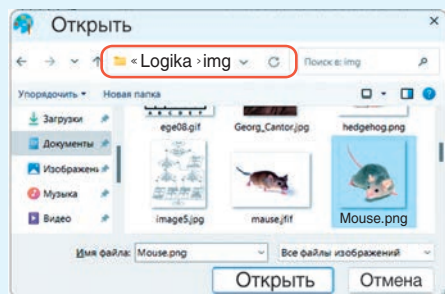 Открыть
« Logika › img
Поиск в: img
Упорядочить
Новая папка
Загрузки
Документы
Изображени
Музыка
Видео
ege08.gif
Georg_Cantor.jpg
hedgehog.png
image5.jpg
mause.jfif
Mouse.png
Имя файла: Mouse.png
Все файлы изображений
Открыть
Отмена